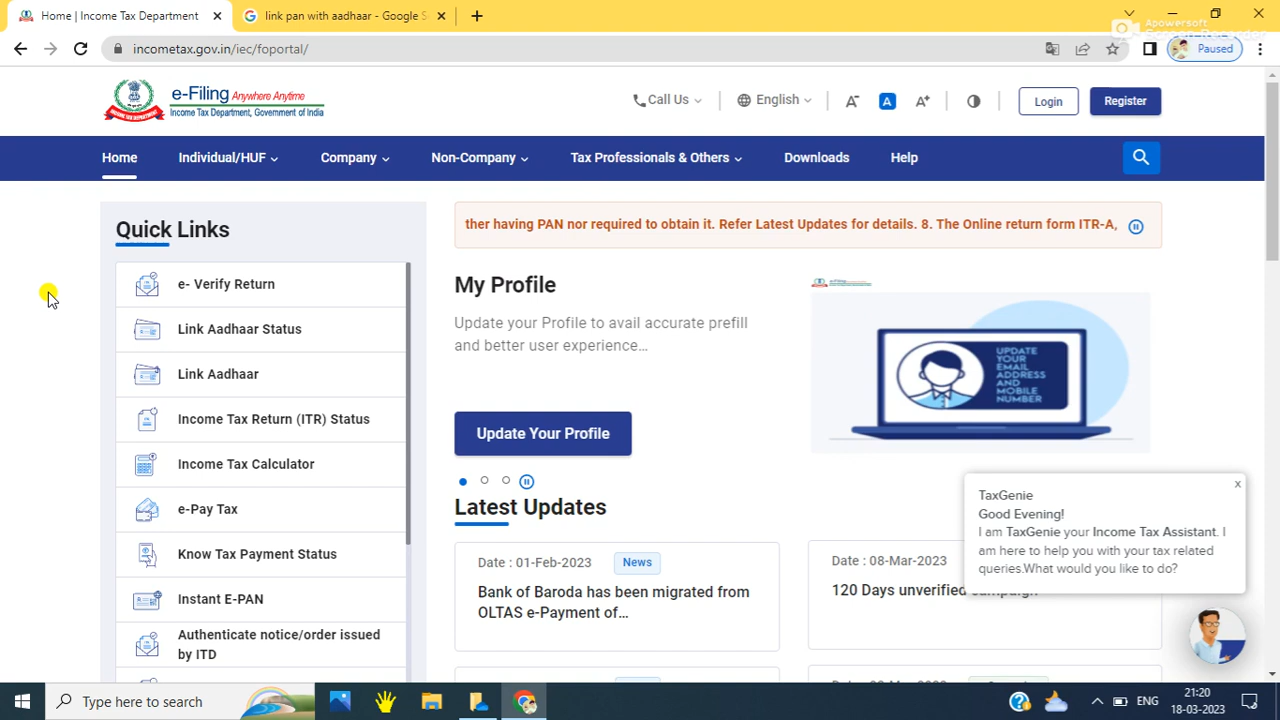 Home | Income Tax Department
link pan with aadhaar - Google S
Apowersoft
incometax.gov.in/iec/foportal/
Paused
e-Filing Anywhere Anytime
Income Tax Department, Government of India
Call Us
English
A-
A
A+
Login
Register
Home
Individual/HUF
Company
Non-Company
Tax Professionals & Others
Downloads
Help
Quick Links
e- Verify Return
Link Aadhaar Status
Link Aadhaar
Income Tax Return (ITR) Status
Income Tax Calculator
e-Pay Tax
Know Tax Payment Status
Instant E-PAN
Authenticate notice/order issued
by ITD
ther having PAN nor required to obtain it. Refer Latest Updates for details. 8. The Online return form ITR-A,
My Profile
Update your Profile to avail accurate prefill
and better user experience...
Update Your Profile
UPDATE
YOUR
EMAIL
ADDRESS
AND
MOBILE
NUMBER
Latest Updates
Date : 01-Feb-2023
News
Bank of Baroda has been migrated from
OLTAS e-Payment of...
Date : 08-Mar-2023
120 Days unverified campaign
x
TaxGenie
Good Evening!
I am TaxGenie your Income Tax Assistant. I
am here to help you with your tax related
queries.What would you like to do?
Type here to search
ENG
21:20
18-03-2023